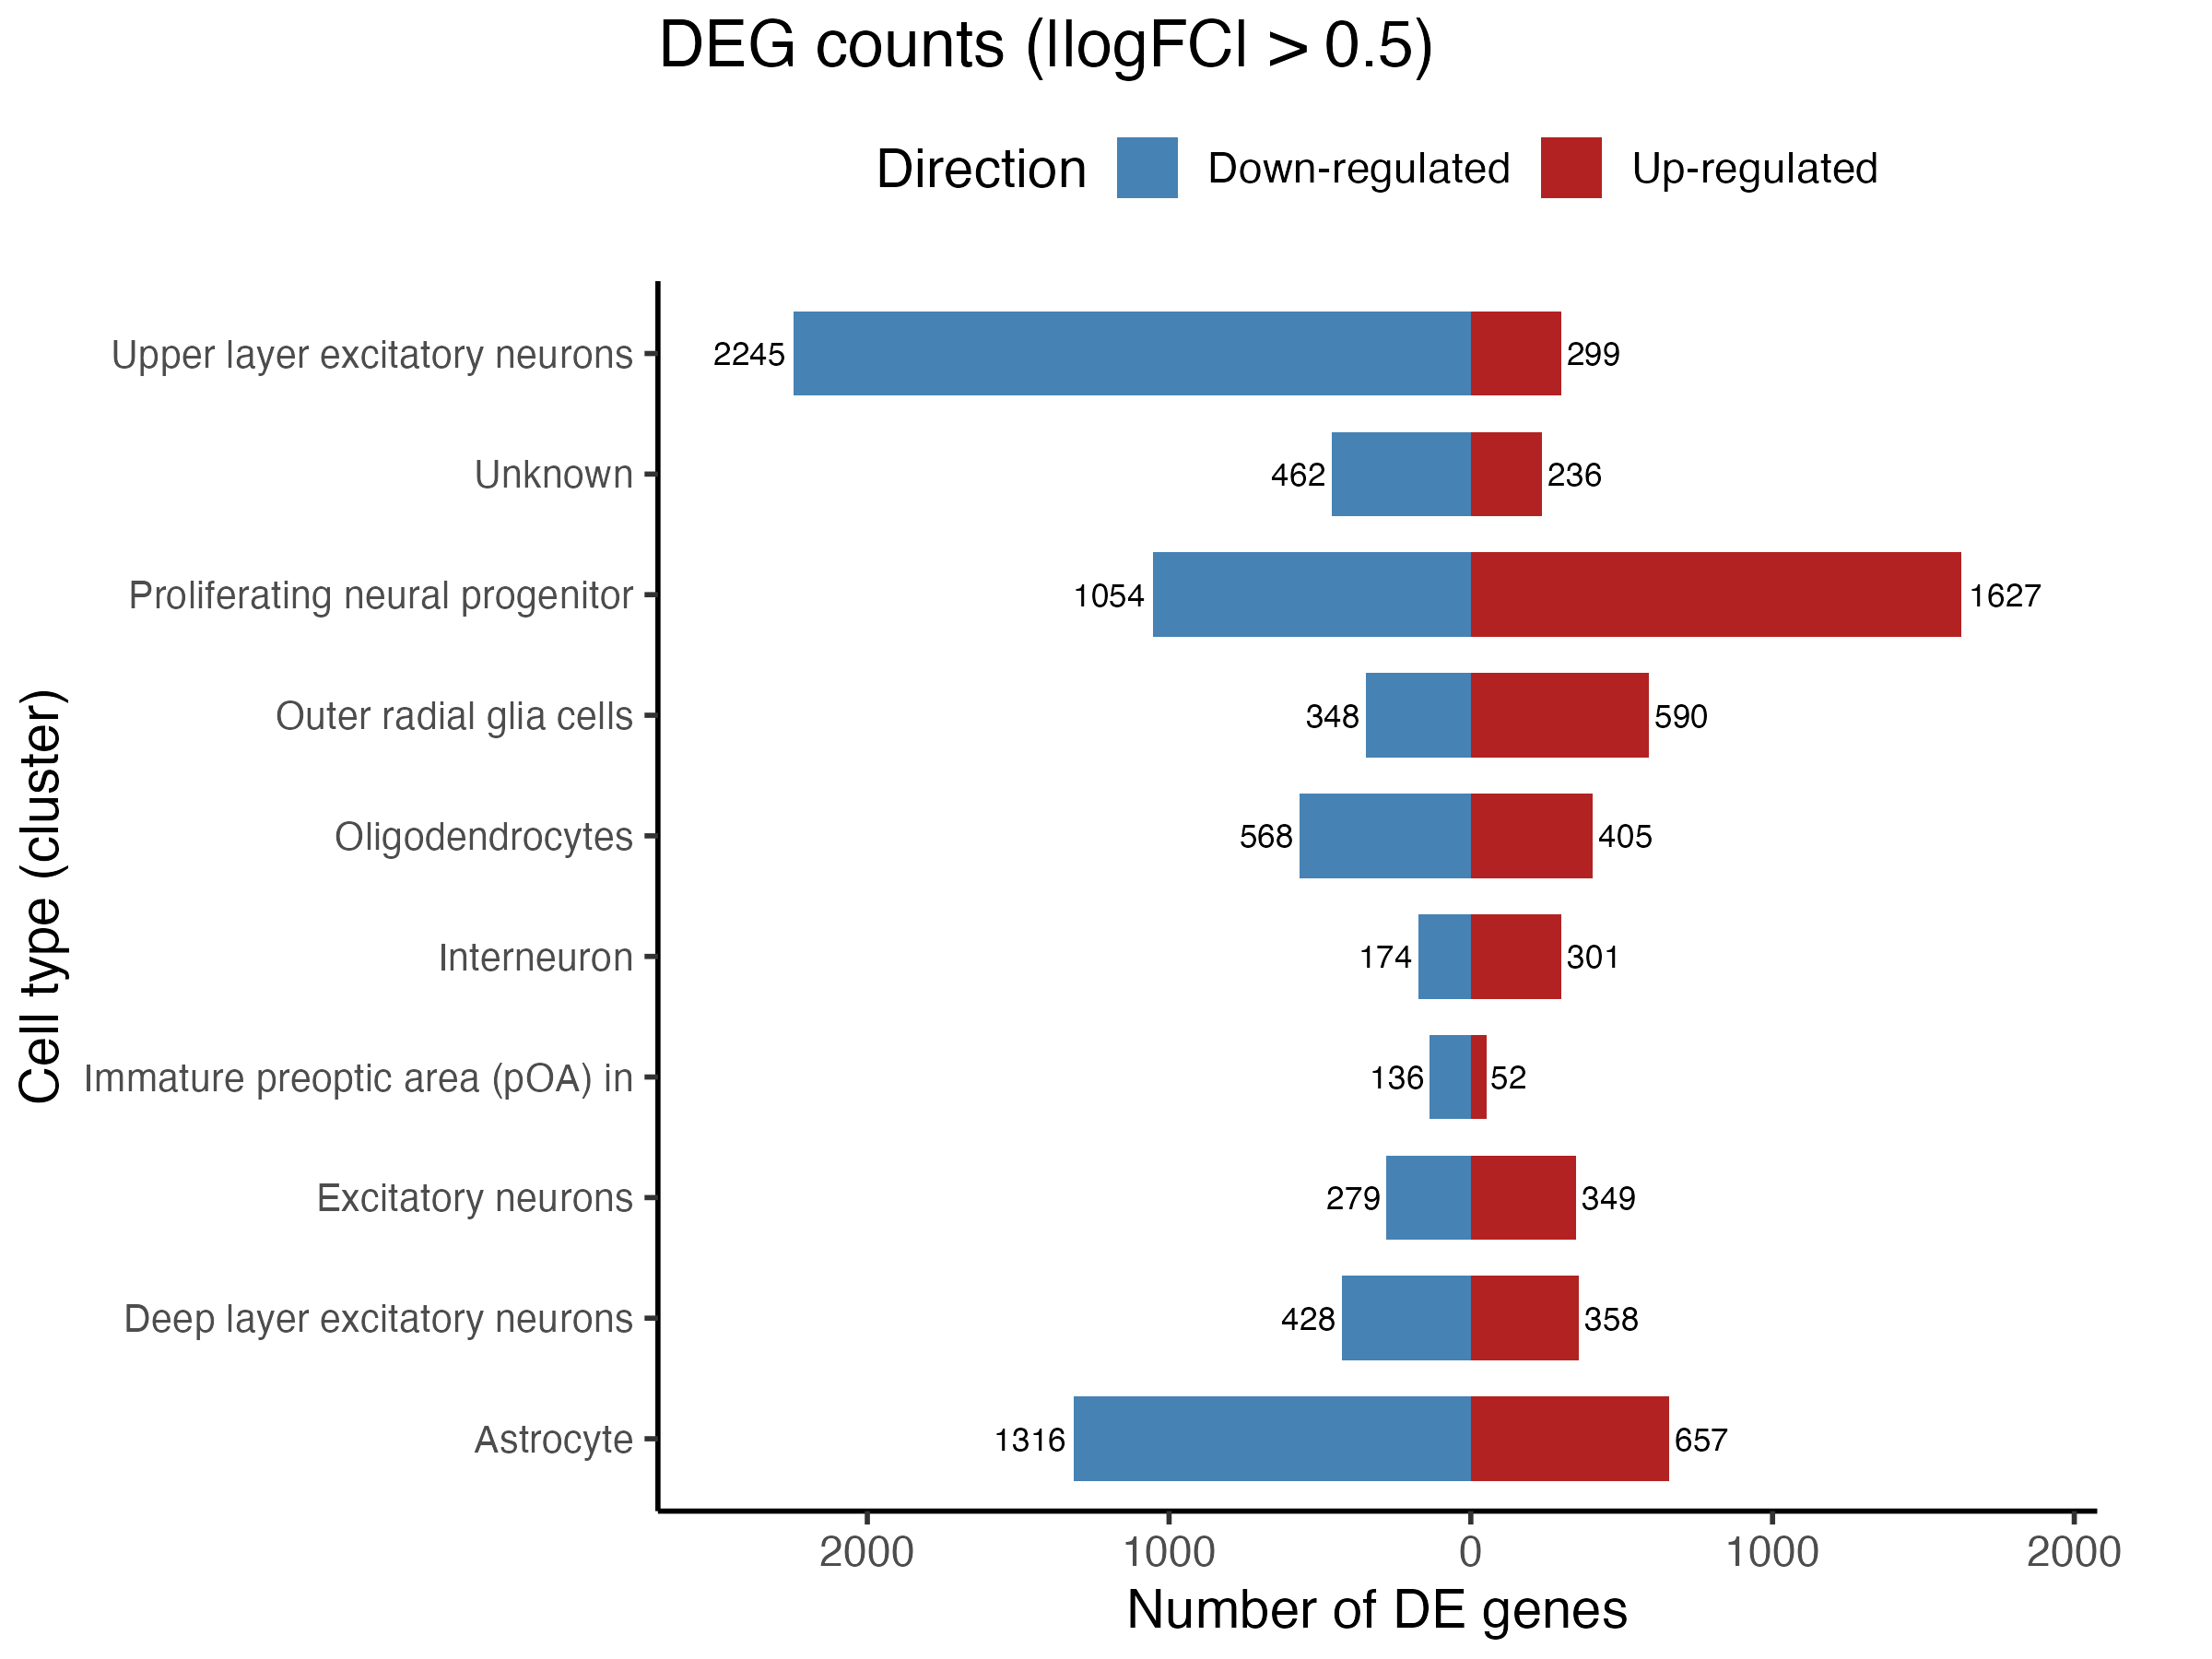 DEG counts (|logFC| > 0.5)
Direction Down-regulated Up-regulated
Upper layer excitatory neurons 2245 299
Unknown 462 236
Proliferating neural progenitor 1054 1627
Outer radial glia cells 348 590
Oligodendrocytes 568 405
Interneuron 174 301
Immature preoptic area (pOA) in 136 52
Excitatory neurons 279 349
Deep layer excitatory neurons 428 358
Astrocyte 1316 657
2000 1000 0 1000 2000
Number of DE genes
Cell type (cluster)